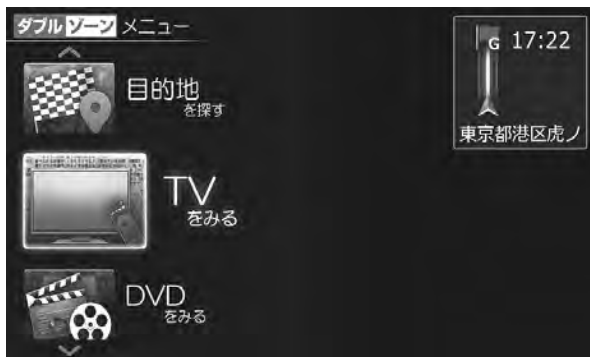 ダブル ゾーン メニュー
目的地
を探す
TV
をみる
DVD
をみる
G 17:22
東京都港区虎ノ